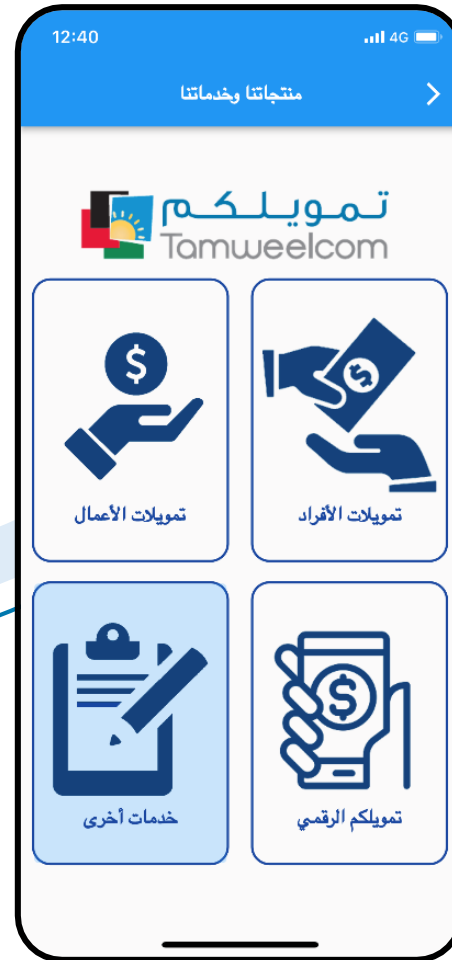 12:40
4G
منتجاتنا وخدماتنا
تمويلكم
Tamweelcom
$
$
تمويلات الأفراد
تمويلات الأعمال
$
تمويلكم الرقمي
خدمات أخرى